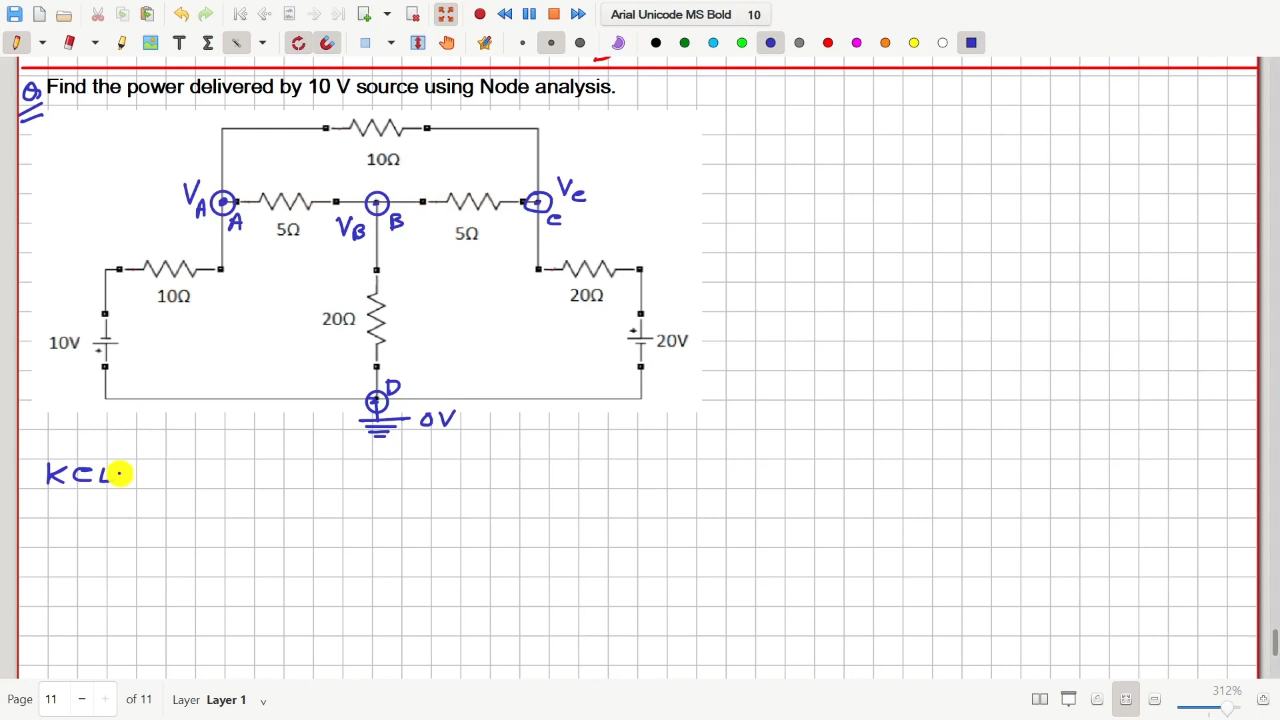 Arial Unicode MS Bold 10
Q Find the power delivered by 10 V source using Node analysis.
10Ω
VA A 5Ω VB B 5Ω VC C
10Ω 20Ω 20Ω
10V + + 20V
D
0V
KCL
Page 11 of 11 Layer Layer 1 312%